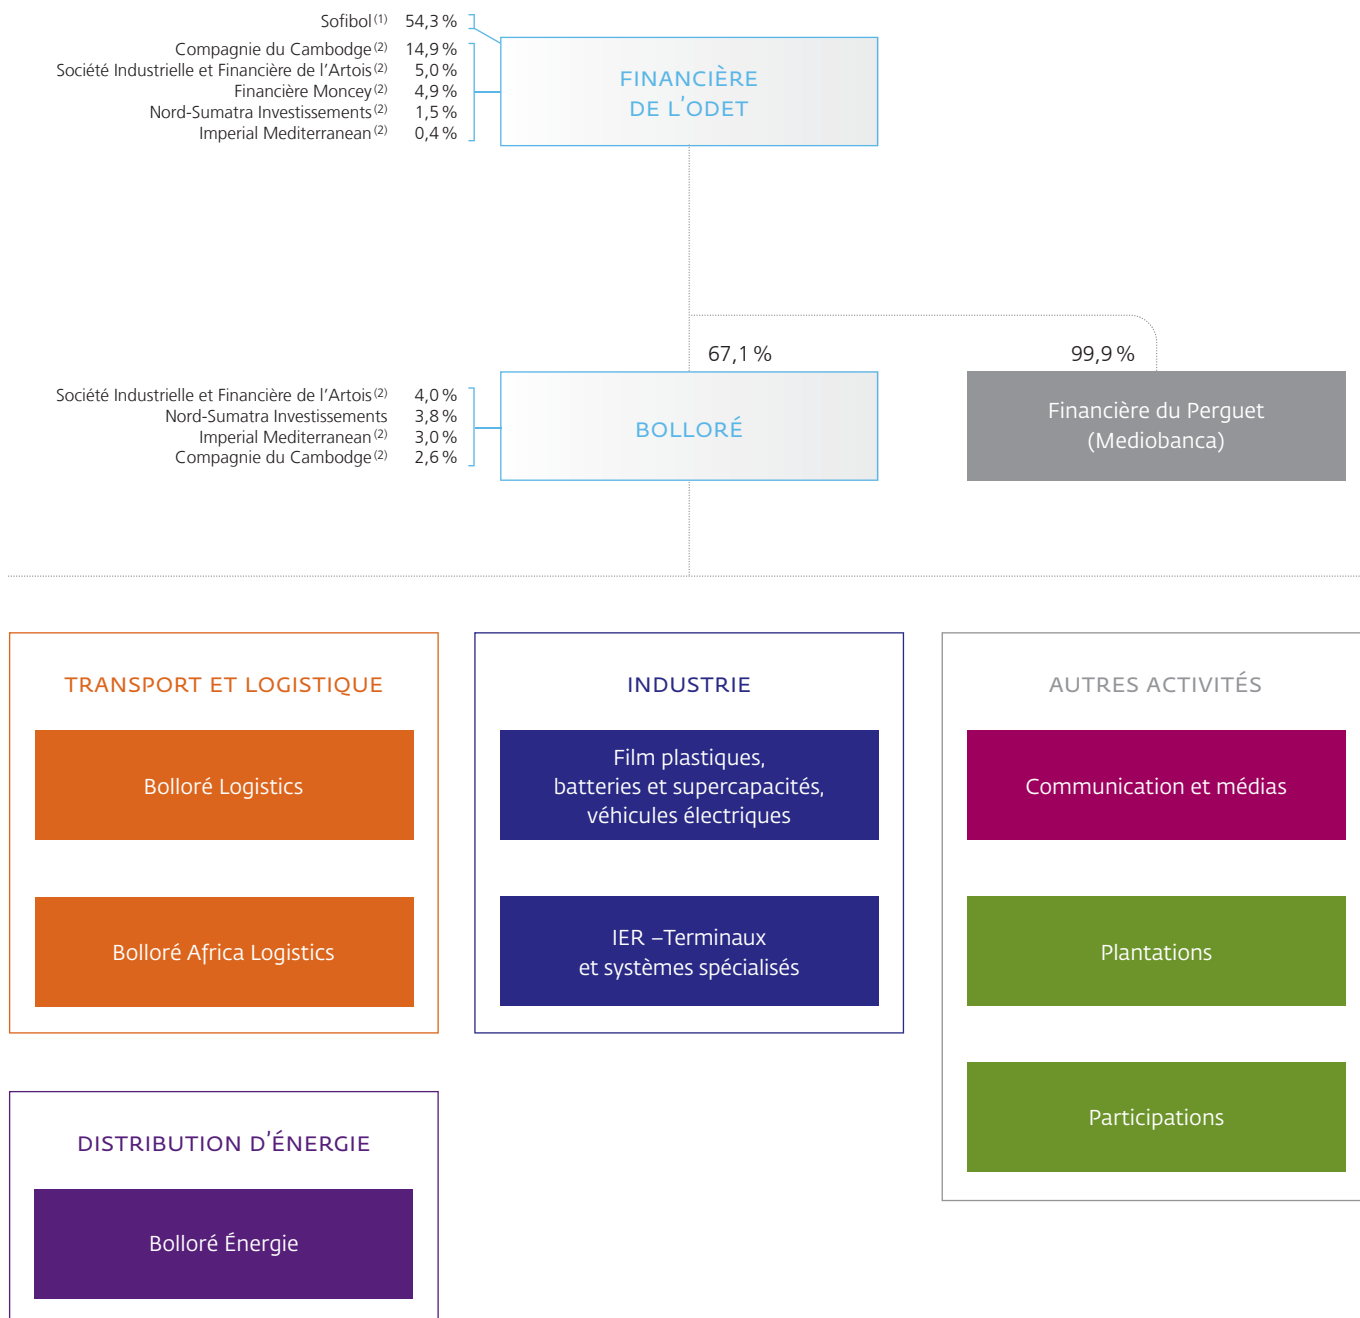 Sofibol(1) 54,3 %
Compagnie du Cambodge(2) 14,9 %
Société Industrielle et Financière de l'Artois(2) 5,0 %
Financière Moncey(2) 4,9 %
Nord-Sumatra Investissements(2) 1,5 %
Imperial Mediterranean(2) 0,4 %
FINANCIÈRE
DE L'ODET
67,1 %
99,9 %
Société Industrielle et Financière de l'Artois(2) 4,0 %
Nord-Sumatra Investissements 3,8 %
Imperial Mediterranean(2) 3,0 %
Compagnie du Cambodge(2) 2,6 %
BOLLORÉ
Financière du Perguet
(Mediobanca)
TRANSPORT ET LOGISTIQUE
Bolloré Logistics
Bolloré Africa Logistics
INDUSTRIE
Film plastiques,
batteries et supercapacités,
véhicules électriques
IER –Terminaux
et systèmes spécialisés
AUTRES ACTIVITÉS
Communication et médias
Plantations
Participations
DISTRIBUTION D'ÉNERGIE
Bolloré Énergie